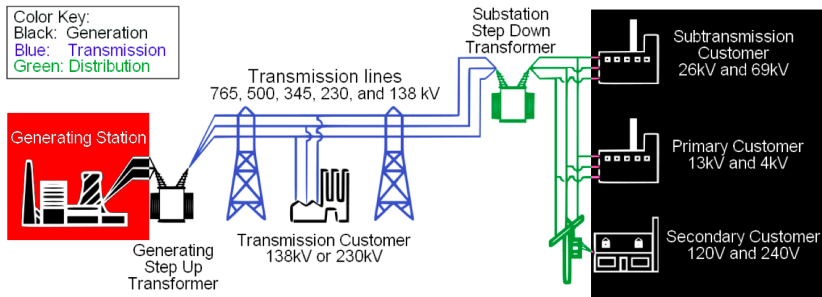 Color Key:
Black: Generation
Blue: Transmission
Green: Distribution
Substation
Step Down
Transformer
Subtransmission
Customer
26kV and 69kV
Transmission lines
765, 500, 345, 230, and 138 kV
Generating Station
Primary Customer
13kV and 4kV
Transmission Customer
138kV or 230kV
Generating
Step Up
Transformer
Secondary Customer
120V and 240V